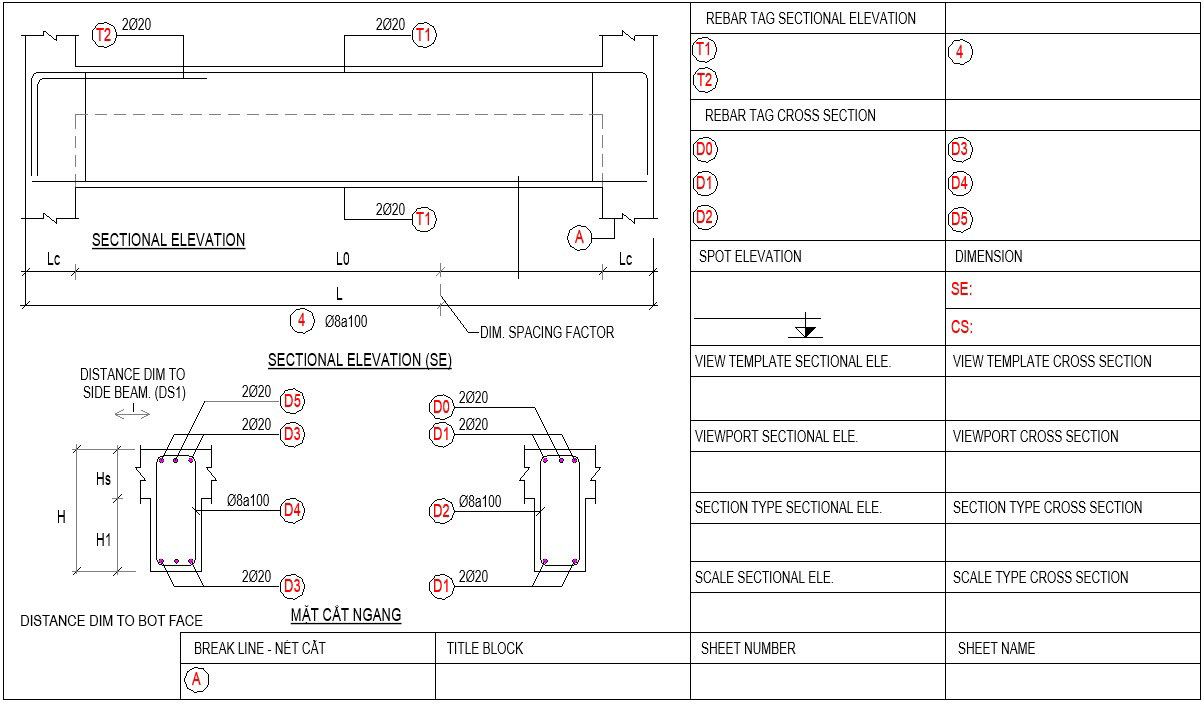 T2 2Ø20
2Ø20 T1
2Ø20 T1
A
SECTIONAL ELEVATION
Lc L0 Lc
L
4 Ø8a100
DIM. SPACING FACTOR
SECTIONAL ELEVATION (SE)
DISTANCE DIM TO
SIDE BEAM. (DS1)
2Ø20 D5
2Ø20 D3
Hs
H
H1
Ø8a100 D4
2Ø20 D3
D0 2Ø20
D1 2Ø20
D2 Ø8a100
D1 2Ø20
MẶT CẮT NGANG
DISTANCE DIM TO BOT FACE
REBAR TAG SECTIONAL ELEVATION
T1 4
T2
REBAR TAG CROSS SECTION
D0 D3
D1 D4
D2 D5
SPOT ELEVATION DIMENSION
SE:
CS:
VIEW TEMPLATE SECTIONAL ELE. VIEW TEMPLATE CROSS SECTION
VIEWPORT SECTIONAL ELE. VIEWPORT CROSS SECTION
SECTION TYPE SECTIONAL ELE. SECTION TYPE CROSS SECTION
SCALE SECTIONAL ELE. SCALE TYPE CROSS SECTION
BREAK LINE - NÉT CẮT TITLE BLOCK SHEET NUMBER SHEET NAME
A